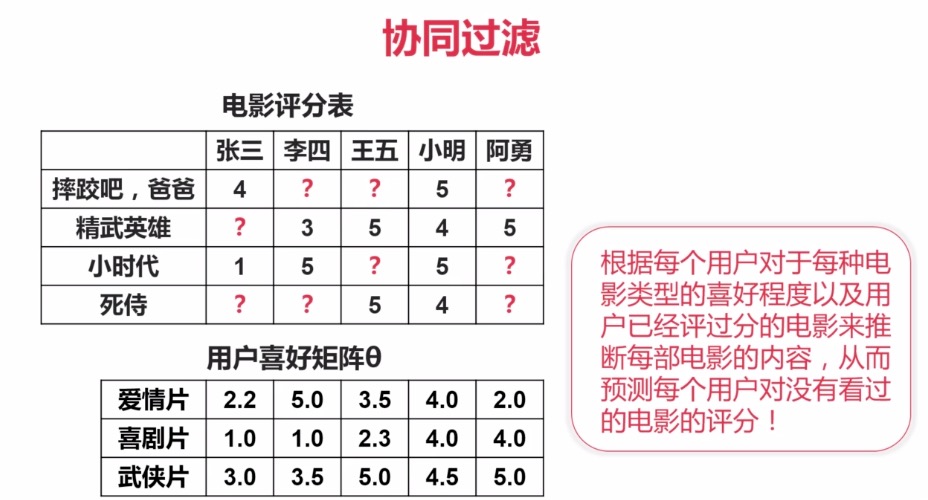 协同过滤
电影评分表
张三 李四 王五 小明 阿勇
摔跤吧，爸爸 4 ? ? 5 ?
精武英雄 ? 3 5 4 5
小时代 1 5 ? 5 ?
死侍 ? ? 5 4 ?
用户喜好矩阵θ
爱情片 2.2 5.0 3.5 4.0 2.0
喜剧片 1.0 1.0 2.3 4.0 4.0
武侠片 3.0 3.5 5.0 4.5 5.0
根据每个用户对于每种电
影类型的喜好程度以及用
户已经评过分的电影来推
断每部电影的内容，从而
预测每个用户对没有看过
的电影的评分！